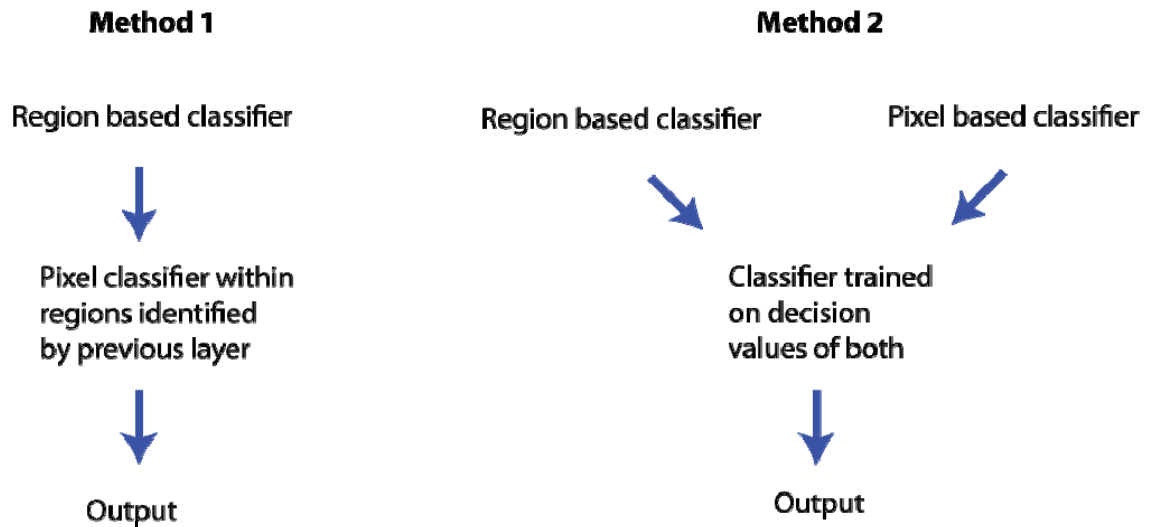 Method 1
Region based classifier
Pixel classifier within
regions identified
by previous layer
Output
Method 2
Region based classifier
Pixel based classifier
Classifier trained
on decision
values of both
Output